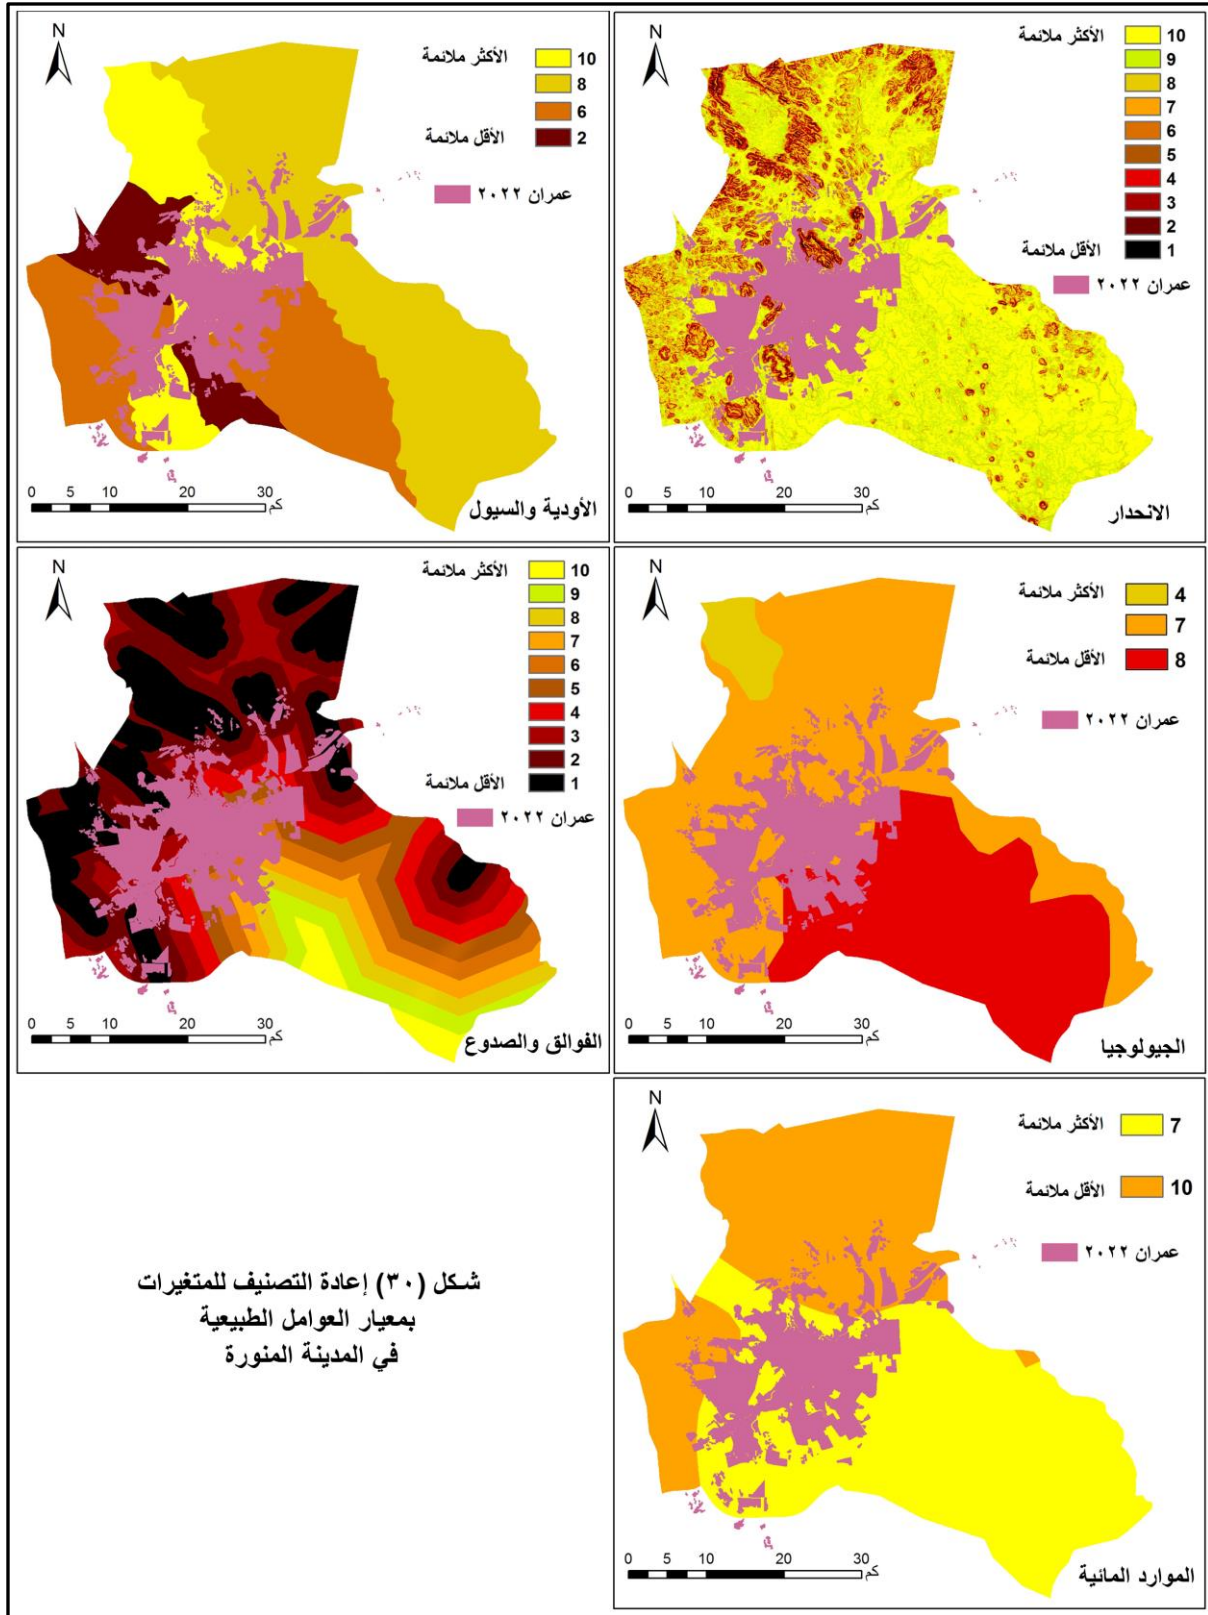 N
الأكثر ملائمة 10
9
8
7
6
5
4
3
2
الأقل ملائمة 1
عمران ٢٠٢٢
0 5 10 20 30
كم
الانحدار
N
الأكثر ملائمة 10
8
6
الأقل ملائمة 2
عمران ٢٠٢٢
0 5 10 20 30
كم
الأودية والسيول
N
الأكثر ملائمة 4
7
الأقل ملائمة 8
عمران ٢٠٢٢
0 5 10 20 30
كم
الجيولوجيا
N
الأكثر ملائمة 10
9
8
7
6
5
4
3
2
الأقل ملائمة 1
عمران ٢٠٢٢
0 5 10 20 30
كم
الفوالق والصدوع
N
الأكثر ملائمة 7
الأقل ملائمة 10
عمران ٢٠٢٢
0 5 10 20 30
كم
الموارد المائية
شكل (٣٠) إعادة التصنيف للمتغيرات
بمعيار العوامل الطبيعية
في المدينة المنورة